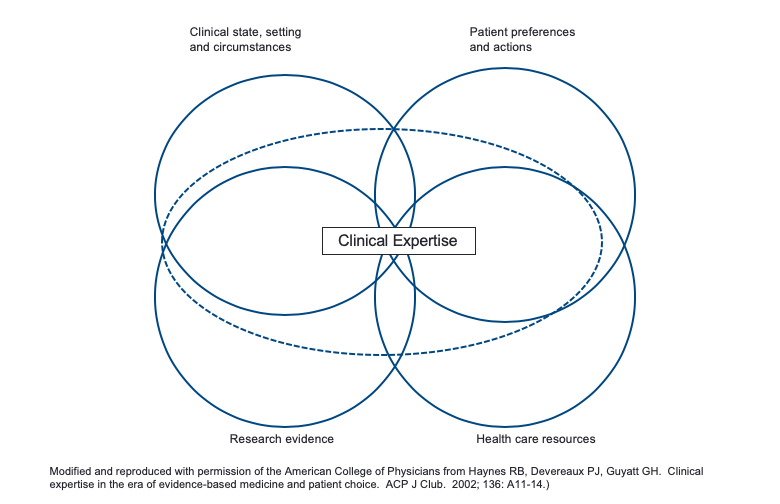 Clinical state, setting
and circumstances
Patient preferences
and actions
Clinical Expertise
Research evidence
Health care resources
Modified and reproduced with permission of the American College of Physicians from Haynes RB, Devereaux PJ, Guyatt GH.  Clinical
expertise in the era of evidence-based medicine and patient choice.  ACP J Club.  2002; 136: A11-14.)